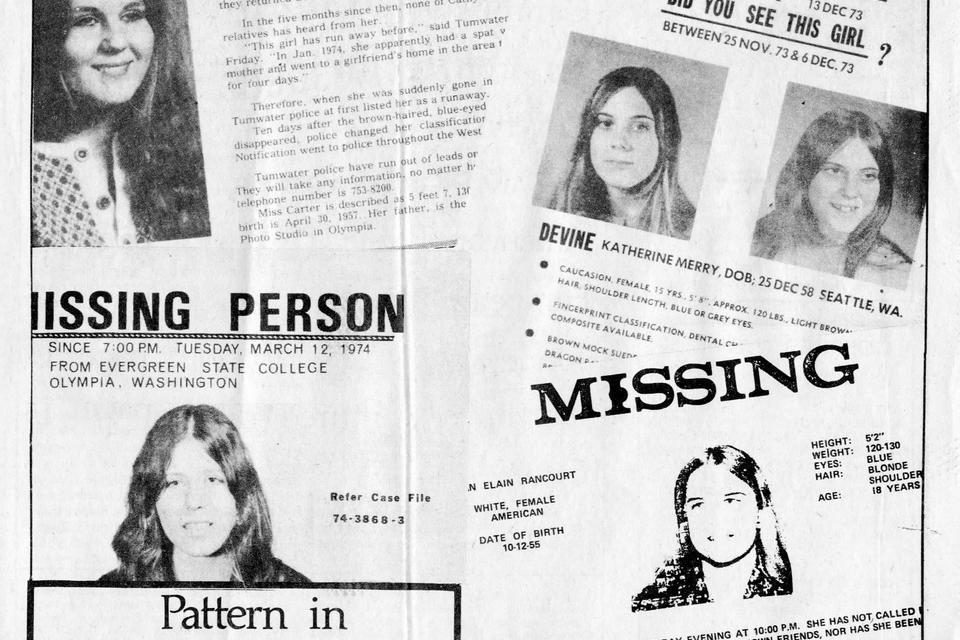 they returned
In the five months since then, none of
relatives has heard from her.
"This girl has run away before," said Tumwater
Friday. "In Jan. 1974, she apparently had a spat
mother and went to a girlfriend's home in the area
for four days."
Therefore, when she was suddenly gone in
Tumwater police at first listed her as a runaway.
Ten days after the brown-haired, blue-eyed
disappeared, police changed her classification
Notification went to police throughout the West
Tumwater police have run out of leads or
They will take any information, no matter
telephone number is 753-8200.
Miss Carter is described as 5 feet 7,
birth is April 30, 1957. Her father, is the
Photo Studio in Olympia.
13 DEC 73
DID YOU SEE THIS GIRL ?
BETWEEN 25 NOV. 73 & 6 DEC. 73
DEVINE KATHERINE MERRY, DOB; 25 DEC 58 SEATTLE, WA.
CAUCASION, FEMALE, 15 YRS., 5' 8", APPROX. 120 LBS., LIGHT BROWN
HAIR, SHOULDER LENGTH, BLUE OR GREY EYES.
FINGERPRINT CLASSIFICATION, DENTAL
COMPOSITE AVAILABLE.
BROWN MOCK
DRAGON
MISSING PERSON
SINCE 7:00 P.M. TUESDAY, MARCH 12, 1974
FROM EVERGREEN STATE COLLEGE
OLYMPIA, WASHINGTON
Refer Case File
74-3868-3
Pattern in
MISSING
ELAIN RANCOURT
WHITE, FEMALE
AMERICAN
DATE OF BIRTH
10-12-55
HEIGHT: 5'2"
WEIGHT: 120-130
EYES: BLUE
HAIR: BLONDE
SHOULDER
AGE: 18 YEARS
EVENING AT 10:00 P.M. SHE HAS NOT CALLED
FRIENDS, NOR HAS SHE BEEN